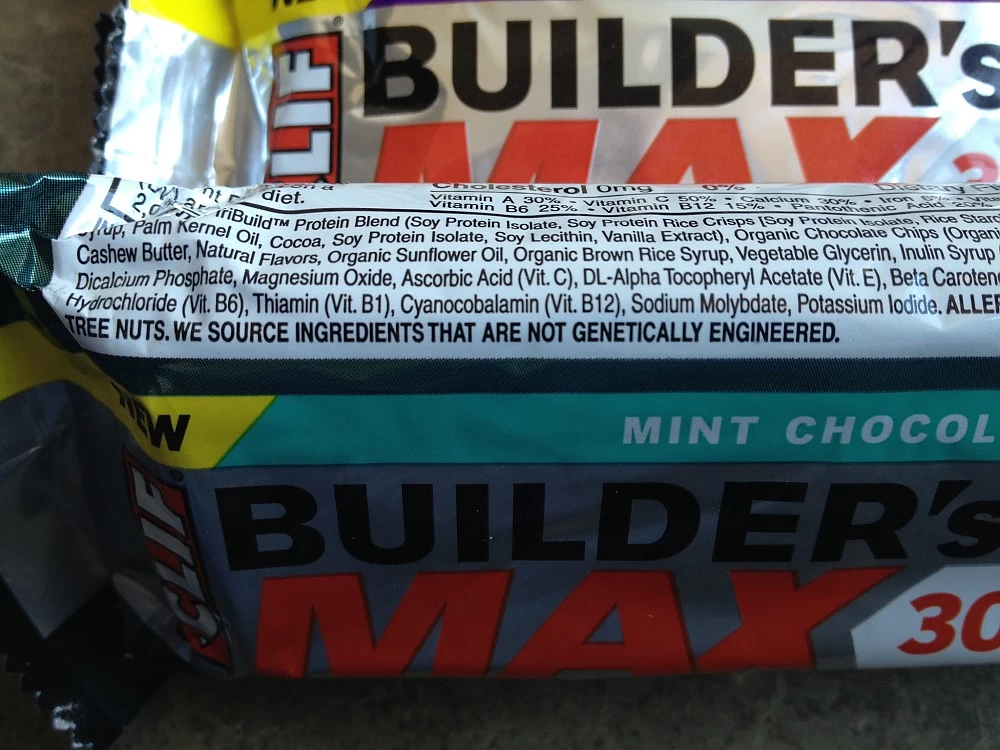 CLIF® BUILDER's
MAX
diet.
Cholesterol 0mg 0% Dietary
Vitamin A 30% • Vitamin C 50% • Calcium 30% • Iron
Vitamin B6 25% • Vitamin B12 15% •
TriBuild™ Protein Blend (Soy Protein Isolate, Soy Protein Rice Crisps [Soy Protein Isolate, Rice
Syrup, Palm Kernel Oil, Cocoa, Soy Protein Isolate, Soy Lecithin, Vanilla Extract), Organic Chocolate Chips
Cashew Butter, Natural Flavors, Organic Sunflower Oil, Organic Brown Rice Syrup, Vegetable Glycerin, Inulin Syrup
Dicalcium Phosphate, Magnesium Oxide, Ascorbic Acid (Vit. C), DL-Alpha Tocopheryl Acetate (Vit. E), Beta
Hydrochloride (Vit. B6), Thiamin (Vit. B1), Cyanocobalamin (Vit. B12), Sodium Molybdate, Potassium Iodide.
TREE NUTS. WE SOURCE INGREDIENTS THAT ARE NOT GENETICALLY ENGINEERED.
NEW
MINT CHOCOL
CLIF® BUILDER's
MAX 30